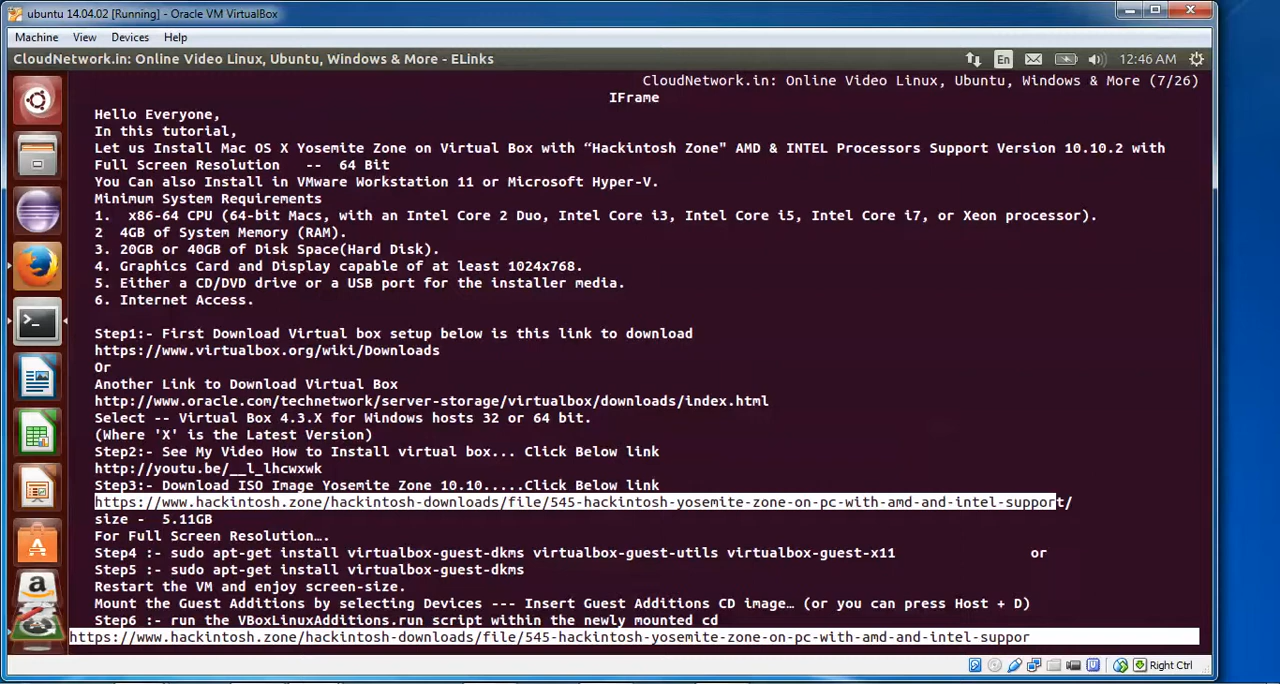 ubuntu 14.04.02 [Running] - Oracle VM VirtualBox
Machine View Devices Help
CloudNetwork.in: Online Video Linux, Ubuntu, Windows & More - ELinks En 12:46 AM
CloudNetwork.in: Online Video Linux, Ubuntu, Windows & More (7/26)
IFrame
Hello Everyone,
In this tutorial,
Let us Install Mac OS X Yosemite Zone on Virtual Box with “Hackintosh Zone" AMD & INTEL Processors Support Version 10.10.2 with
Full Screen Resolution -- 64 Bit
You Can also Install in VMware Workstation 11 or Microsoft Hyper-V.
Minimum System Requirements
1. x86-64 CPU (64-bit Macs, with an Intel Core 2 Duo, Intel Core i3, Intel Core i5, Intel Core i7, or Xeon processor).
2 4GB of System Memory (RAM).
3. 20GB or 40GB of Disk Space(Hard Disk).
4. Graphics Card and Display capable of at least 1024x768.
5. Either a CD/DVD drive or a USB port for the installer media.
6. Internet Access.
Step1:- First Download Virtual box setup below is this link to download
https://www.virtualbox.org/wiki/Downloads
Or
Another Link to Download Virtual Box
http://www.oracle.com/technetwork/server-storage/virtualbox/downloads/index.html
Select -- Virtual Box 4.3.X for Windows hosts 32 or 64 bit.
(Where 'X' is the Latest Version)
Step2:- See My Video How to Install virtual box... Click Below link
http://youtu.be/__l_lhcwxwk
Step3:- Download ISO Image Yosemite Zone 10.10.....Click Below link
https://www.hackintosh.zone/hackintosh-downloads/file/545-hackintosh-yosemite-zone-on-pc-with-amd-and-intel-support/
size - 5.11GB
For Full Screen Resolution….
Step4 :- sudo apt-get install virtualbox-guest-dkms virtualbox-guest-utils virtualbox-guest-x11 or
Step5 :- sudo apt-get install virtualbox-guest-dkms
Restart the VM and enjoy screen-size.
Mount the Guest Additions by selecting Devices --- Insert Guest Additions CD image… (or you can press Host + D)
Step6 :- run the VBoxLinuxAdditions.run script within the newly mounted cd
https://www.hackintosh.zone/hackintosh-downloads/file/545-hackintosh-yosemite-zone-on-pc-with-amd-and-intel-suppor
Right Ctrl